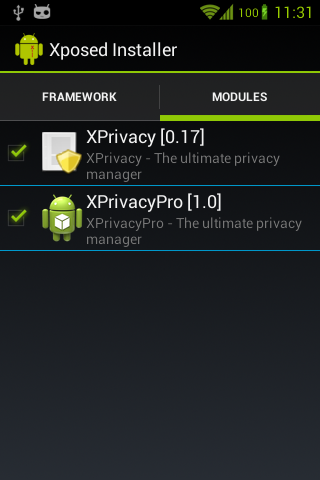 100 11:31
Xposed Installer
FRAMEWORK MODULES
XPrivacy [0.17]
XPrivacy - The ultimate privacy
manager
XPrivacyPro [1.0]
XPrivacyPro - The ultimate privacy
manager